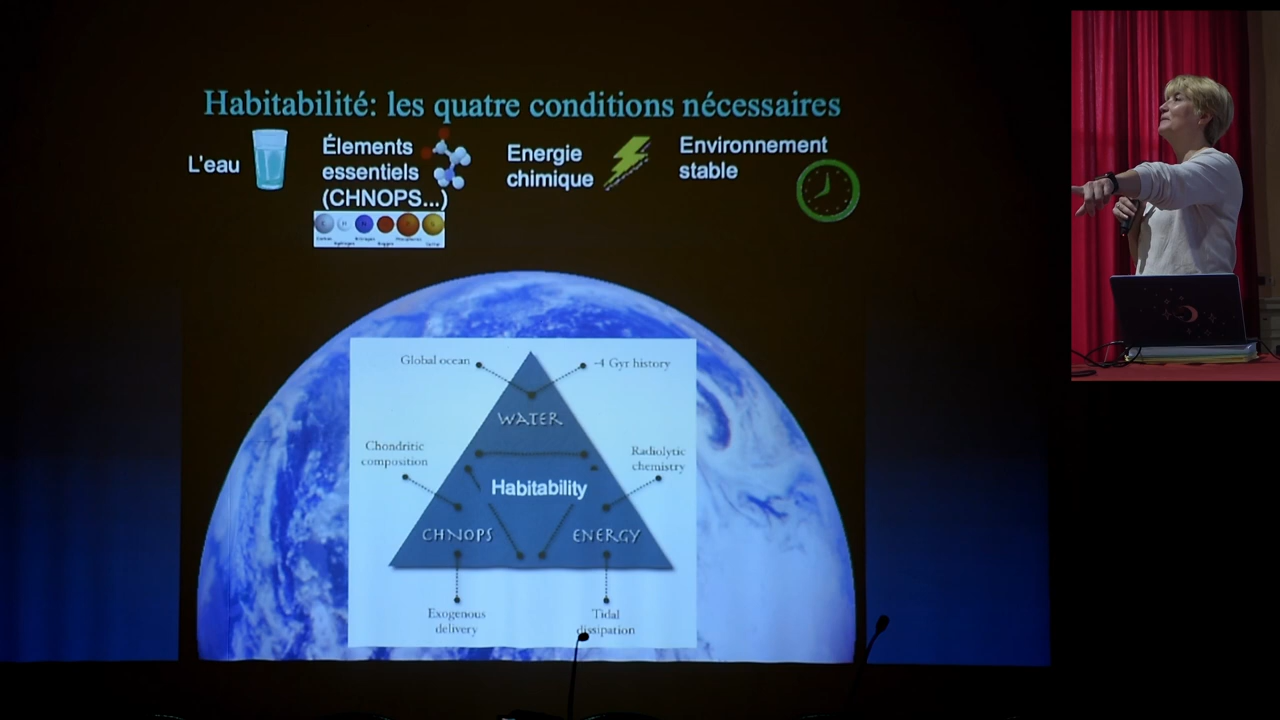 Habitabilité: les quatre conditions nécessaires
L'eau
Élements
essentiels
(CHNOPS...)
Energie
chimique
Environnement
stable
Global ocean
~4 Gyr history
WATER
Chondritic
composition
Radiolytic
chemistry
Habitability
CHNOPS
ENERGY
Exogenous
delivery
Tidal
dissipation